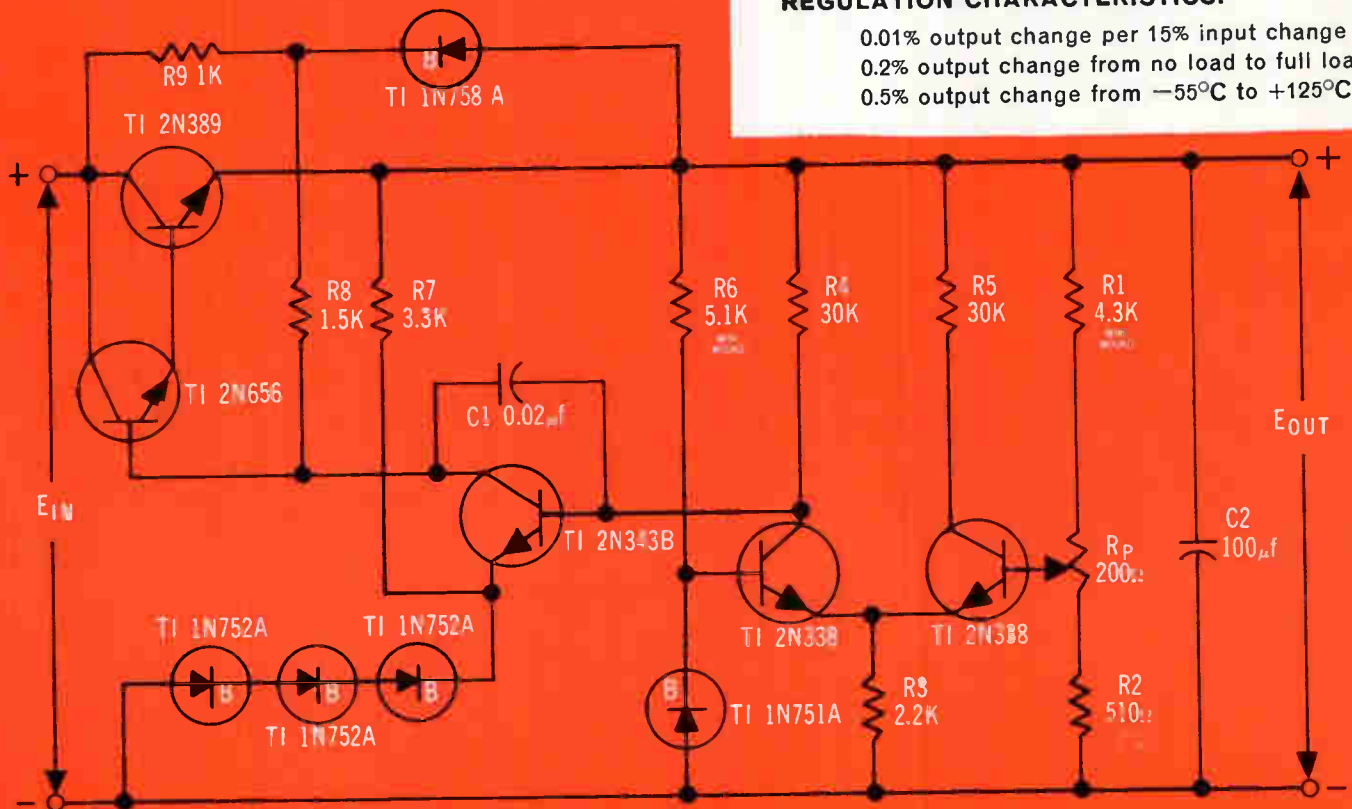 REGULATION CHARACTERISTICS:
0.01% output change per 15% input change
0.2% output change from no load to full
0.5% output change from −55°C to +125°C
R9 1K
B
TI 1N758 A
TI 2N389
+
+
R8
1.5K
R7
3.3K
R6
5.1K
R4
30K
R5
30K
R1
4.3K
TI 2N656
C1 0.02µf
EIN
EOUT
TI 2N343B
C2
100µf
RP
200Ω
TI 2N338
TI 2N338
TI 1N752A
TI 1N752A
B
B
B
TI 1N752A
B
TI 1N751A
R3
2.2K
R2
510Ω
−
−